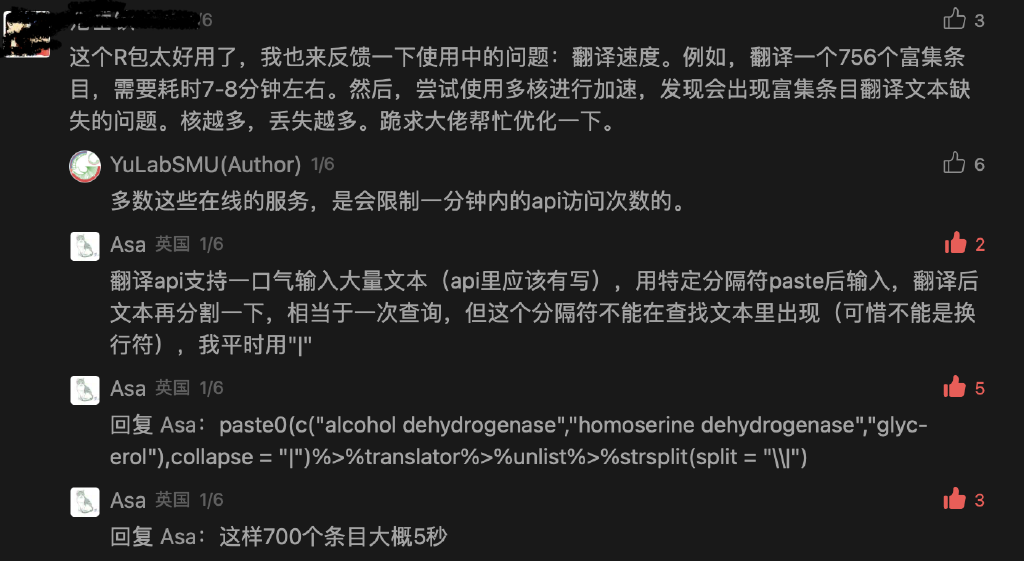 /6
3
这个R包太好用了，我也来反馈一下使用中的问题：翻译速度。例如，翻译一个756个富集条
目，需要耗时7-8分钟左右。然后，尝试使用多核进行加速，发现会出现富集条目翻译文本缺
失的问题。核越多，丢失越多。跪求大佬帮忙优化一下。
YuLabSMU(Author) 1/6
6
多数这些在线的服务，是会限制一分钟内的api访问次数的。
Asa 英国 1/6
2
翻译api支持一口气输入大量文本（api里应该有写），用特定分隔符paste后输入，翻译后
文本再分割一下，相当于一次查询，但这个分隔符不能在查找文本里出现（可惜不能是换
行符），我平时用"|"
Asa 英国 1/6
5
回复 Asa：paste0(c("alcohol dehydrogenase","homoserine dehydrogenase","glyc-
erol"),collapse = "|")%>%translator%>%unlist%>%strsplit(split = "\\|")
Asa 英国 1/6
3
回复 Asa：这样700个条目大概5秒